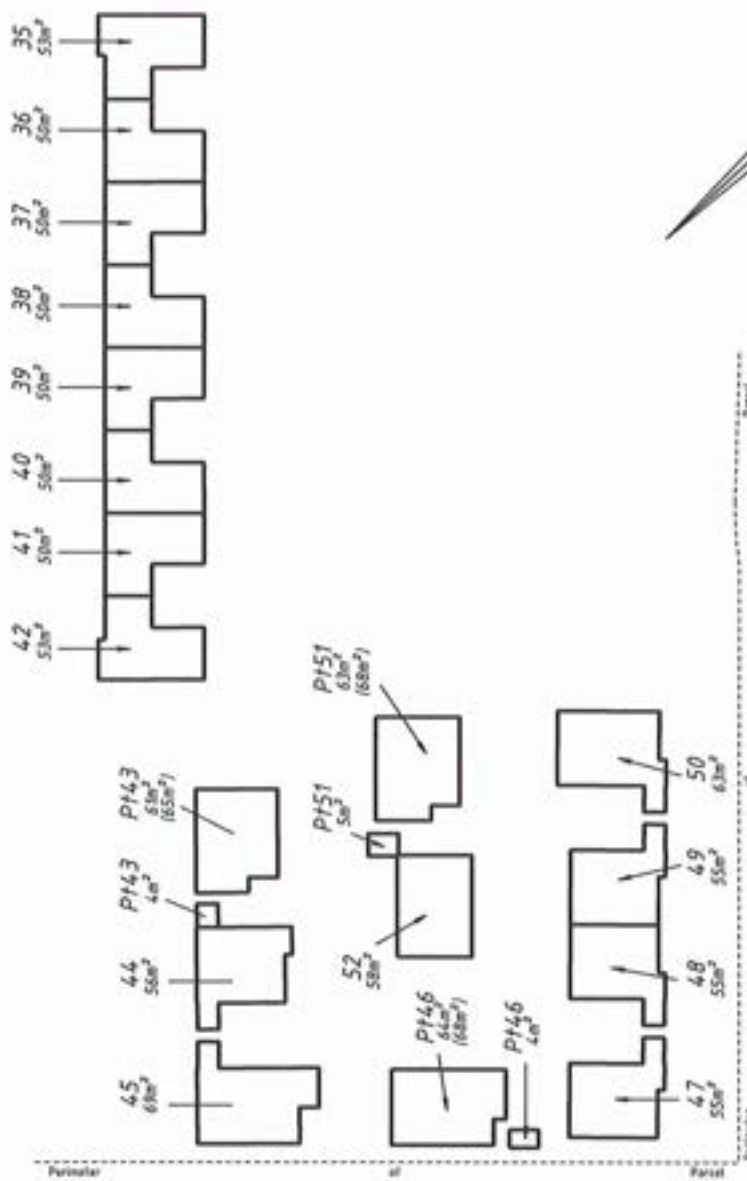 35
53m²
36
50m²
37
50m²
38
50m²
39
50m²
40
50m²
41
50m²
42
53m²
Pt51
63m²
(68m²)
Pt51
5m²
Pt43
61m²
(65m²)
Pt43
4m²
44
56m²
45
69m²
52
58m²
Pt46
64m²
(68m²)
Pt46
4m²
50
63m²
49
55m²
48
55m²
47
55m²
Perimeter
of
Parcel